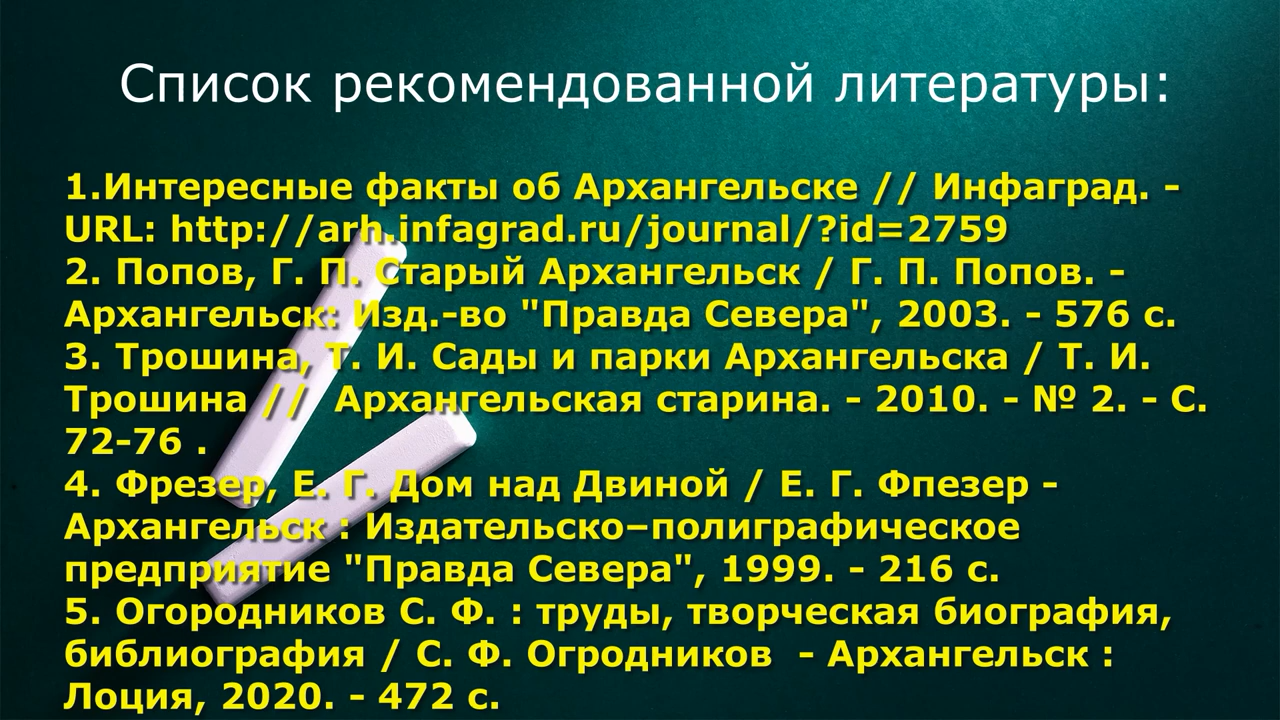 Список рекомендованной литературы:
1.Интересные факты об Архангельске // Инфаград. -
URL: http://arh.infagrad.ru/journal/?id=2759
2. Попов, Г. П. Старый Архангельск / Г. П. Попов. -
Архангельск: Изд.-во "Правда Севера", 2003. - 576 с.
3. Трошина, Т. И. Сады и парки Архангельска / Т. И.
Трошина // Архангельская старина. - 2010. - № 2. - С.
72-76 .
4. Фрезер, Е. Г. Дом над Двиной / Е. Г. Фпезер -
Архангельск : Издательско–полиграфическое
предприятие "Правда Севера", 1999. - 216 с.
5. Огородников С. Ф. : труды, творческая биография,
библиография / С. Ф. Огродников - Архангельск :
Лоция, 2020. - 472 с.